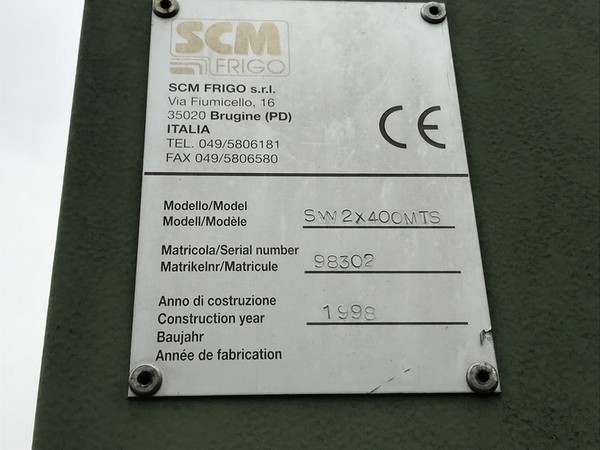 SCM
FRIGO
SCM FRIGO s.r.l.
Via Fiumicello, 16
35020 Brugine (PD)
ITALIA
TEL. 049/5806181
FAX 049/5806580
CE
Modello/Model
Modell/Modèle SW2X400MTS
Matricola/Serial number
Matrikelnr/Matricule 98302
Anno di costruzione
Construction year 1998
Baujahr
Année de fabrication